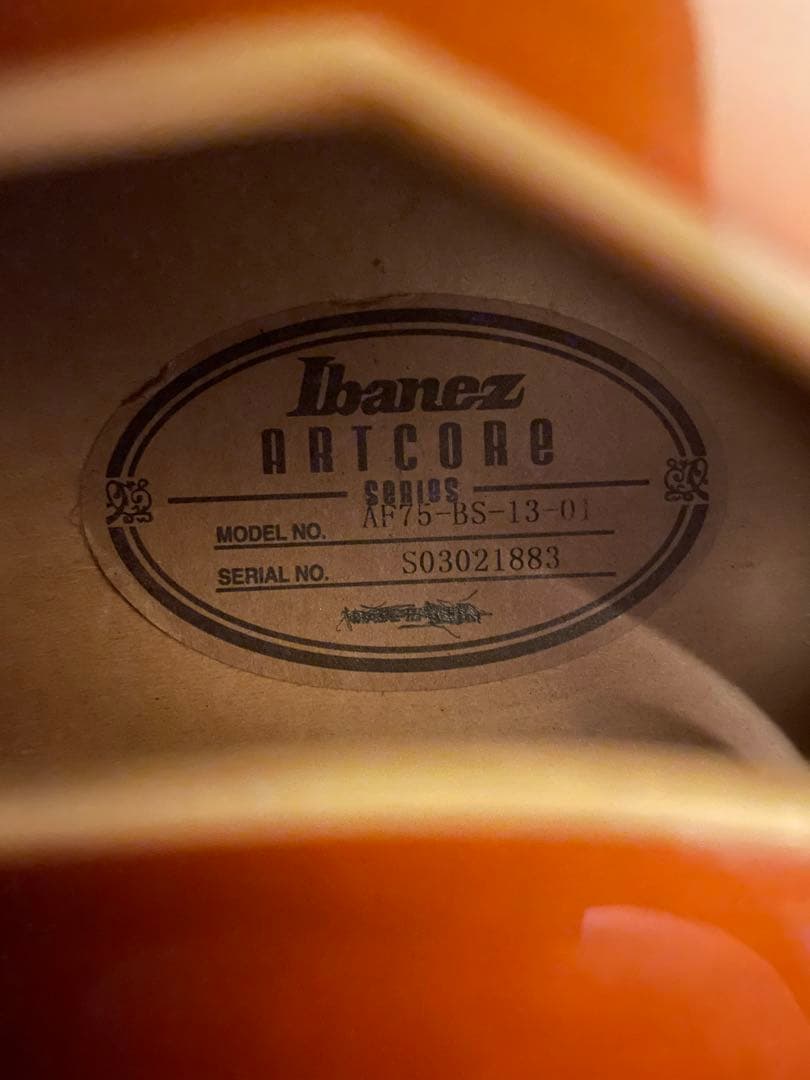 Ibanez
ARTCORE
SERIES
MODEL NO. AF75-BS-13-01
SERIAL NO. S03021883